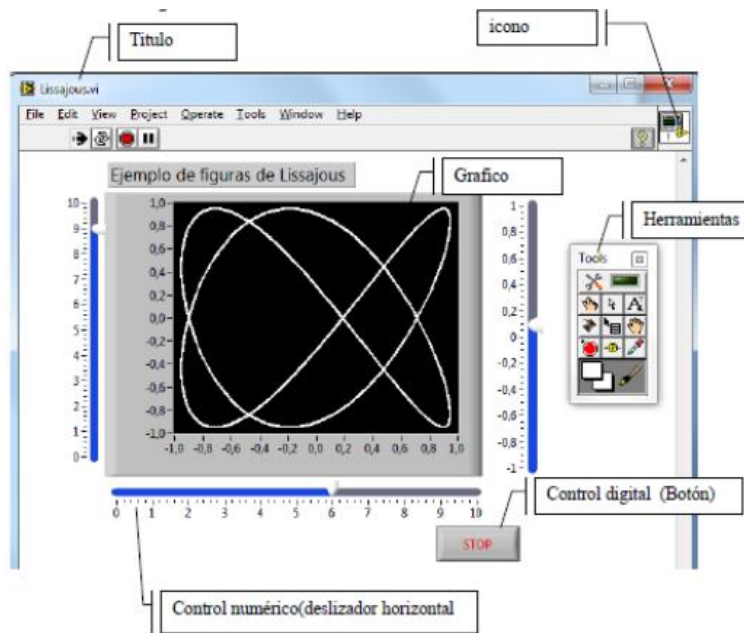 Titulo
icono
Lissajous.vi
File Edit View Project Operate Tools Window Help
Ejemplo de figuras de Lissajous
Grafico
Herramientas
Tools
A
10
9
8
7
6
5
4
3
2
1
0
1,0
0,8
0,6
0,4
0,2
0,0
-0,2
-0,4
-0,6
-0,8
-1,0
-1,0 -0,8 -0,6 -0,4 -0,2 0,0 0,2 0,4 0,6 0,8 1,0
1
0,8
0,6
0,4
0,2
0
-0,2
-0,4
-0,6
-0,8
-1
0 1 2 3 4 5 6 7 8 9 10
Control digital (Botón)
STOP
Control numérico(deslizador horizontal